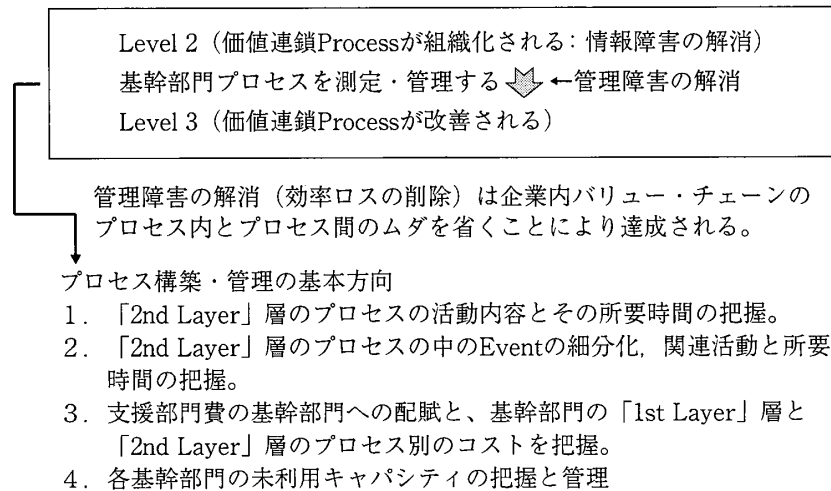 Level 2（価値連鎖Processが組織化される：情報障害の解消）
基幹部門プロセスを測定・管理する ←管理障害の解消
Level 3（価値連鎖Processが改善される）
管理障害の解消（効率ロスの削除）は企業内バリュー・チェーンの
プロセス内とプロセス間のムダを省くことにより達成される。
プロセス構築・管理の基本方向
1．「2nd Layer」層のプロセスの活動内容とその所要時間の把握。
2．「2nd Layer」層のプロセスの中のEventの細分化，関連活動と所要
時間の把握。
3．支援部門費の基幹部門への配賦と、基幹部門の「1st Layer」層と
「2nd Layer」層のプロセス別のコストを把握。
4．各基幹部門の未利用キャパシティの把握と管理